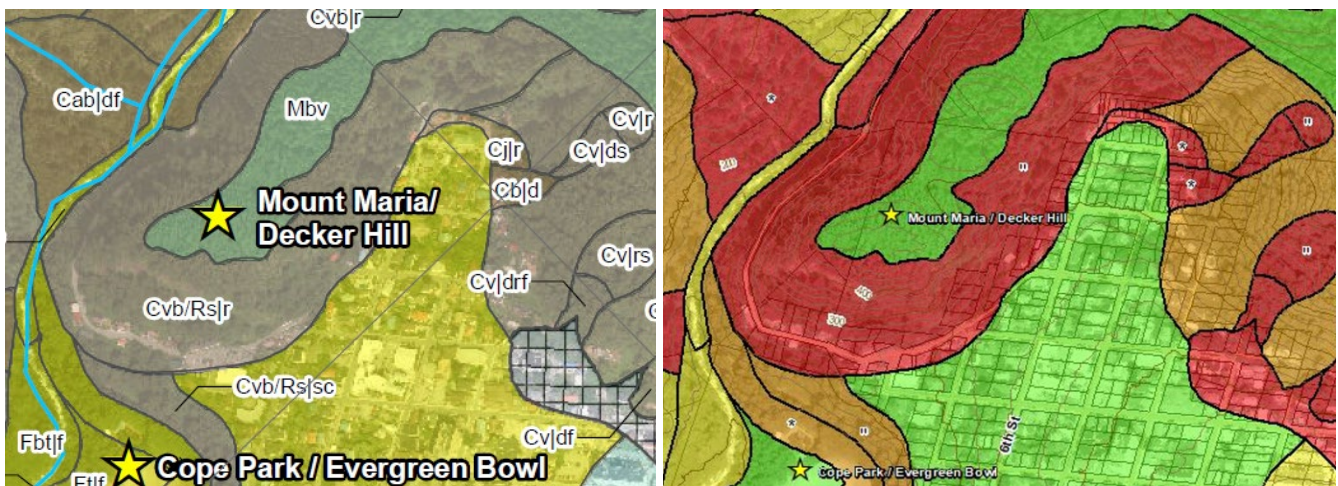 Cvb|r
Cab|df
Mbv
Cv|r
Cj|r
Cv|ds
Cb|d
Mount Maria/
Decker Hill
Cv|rs
Cv|drf
Cvb/Rs|r
Cvb/Rs|sc
Cv|df
Fbt|f
Cope Park / Evergreen Bowl
Ft|f
*
"
"
*
*
Mount Maria / Decker Hill
"
400
300
6th St
*
"
Cope Park / Evergreen Bowl